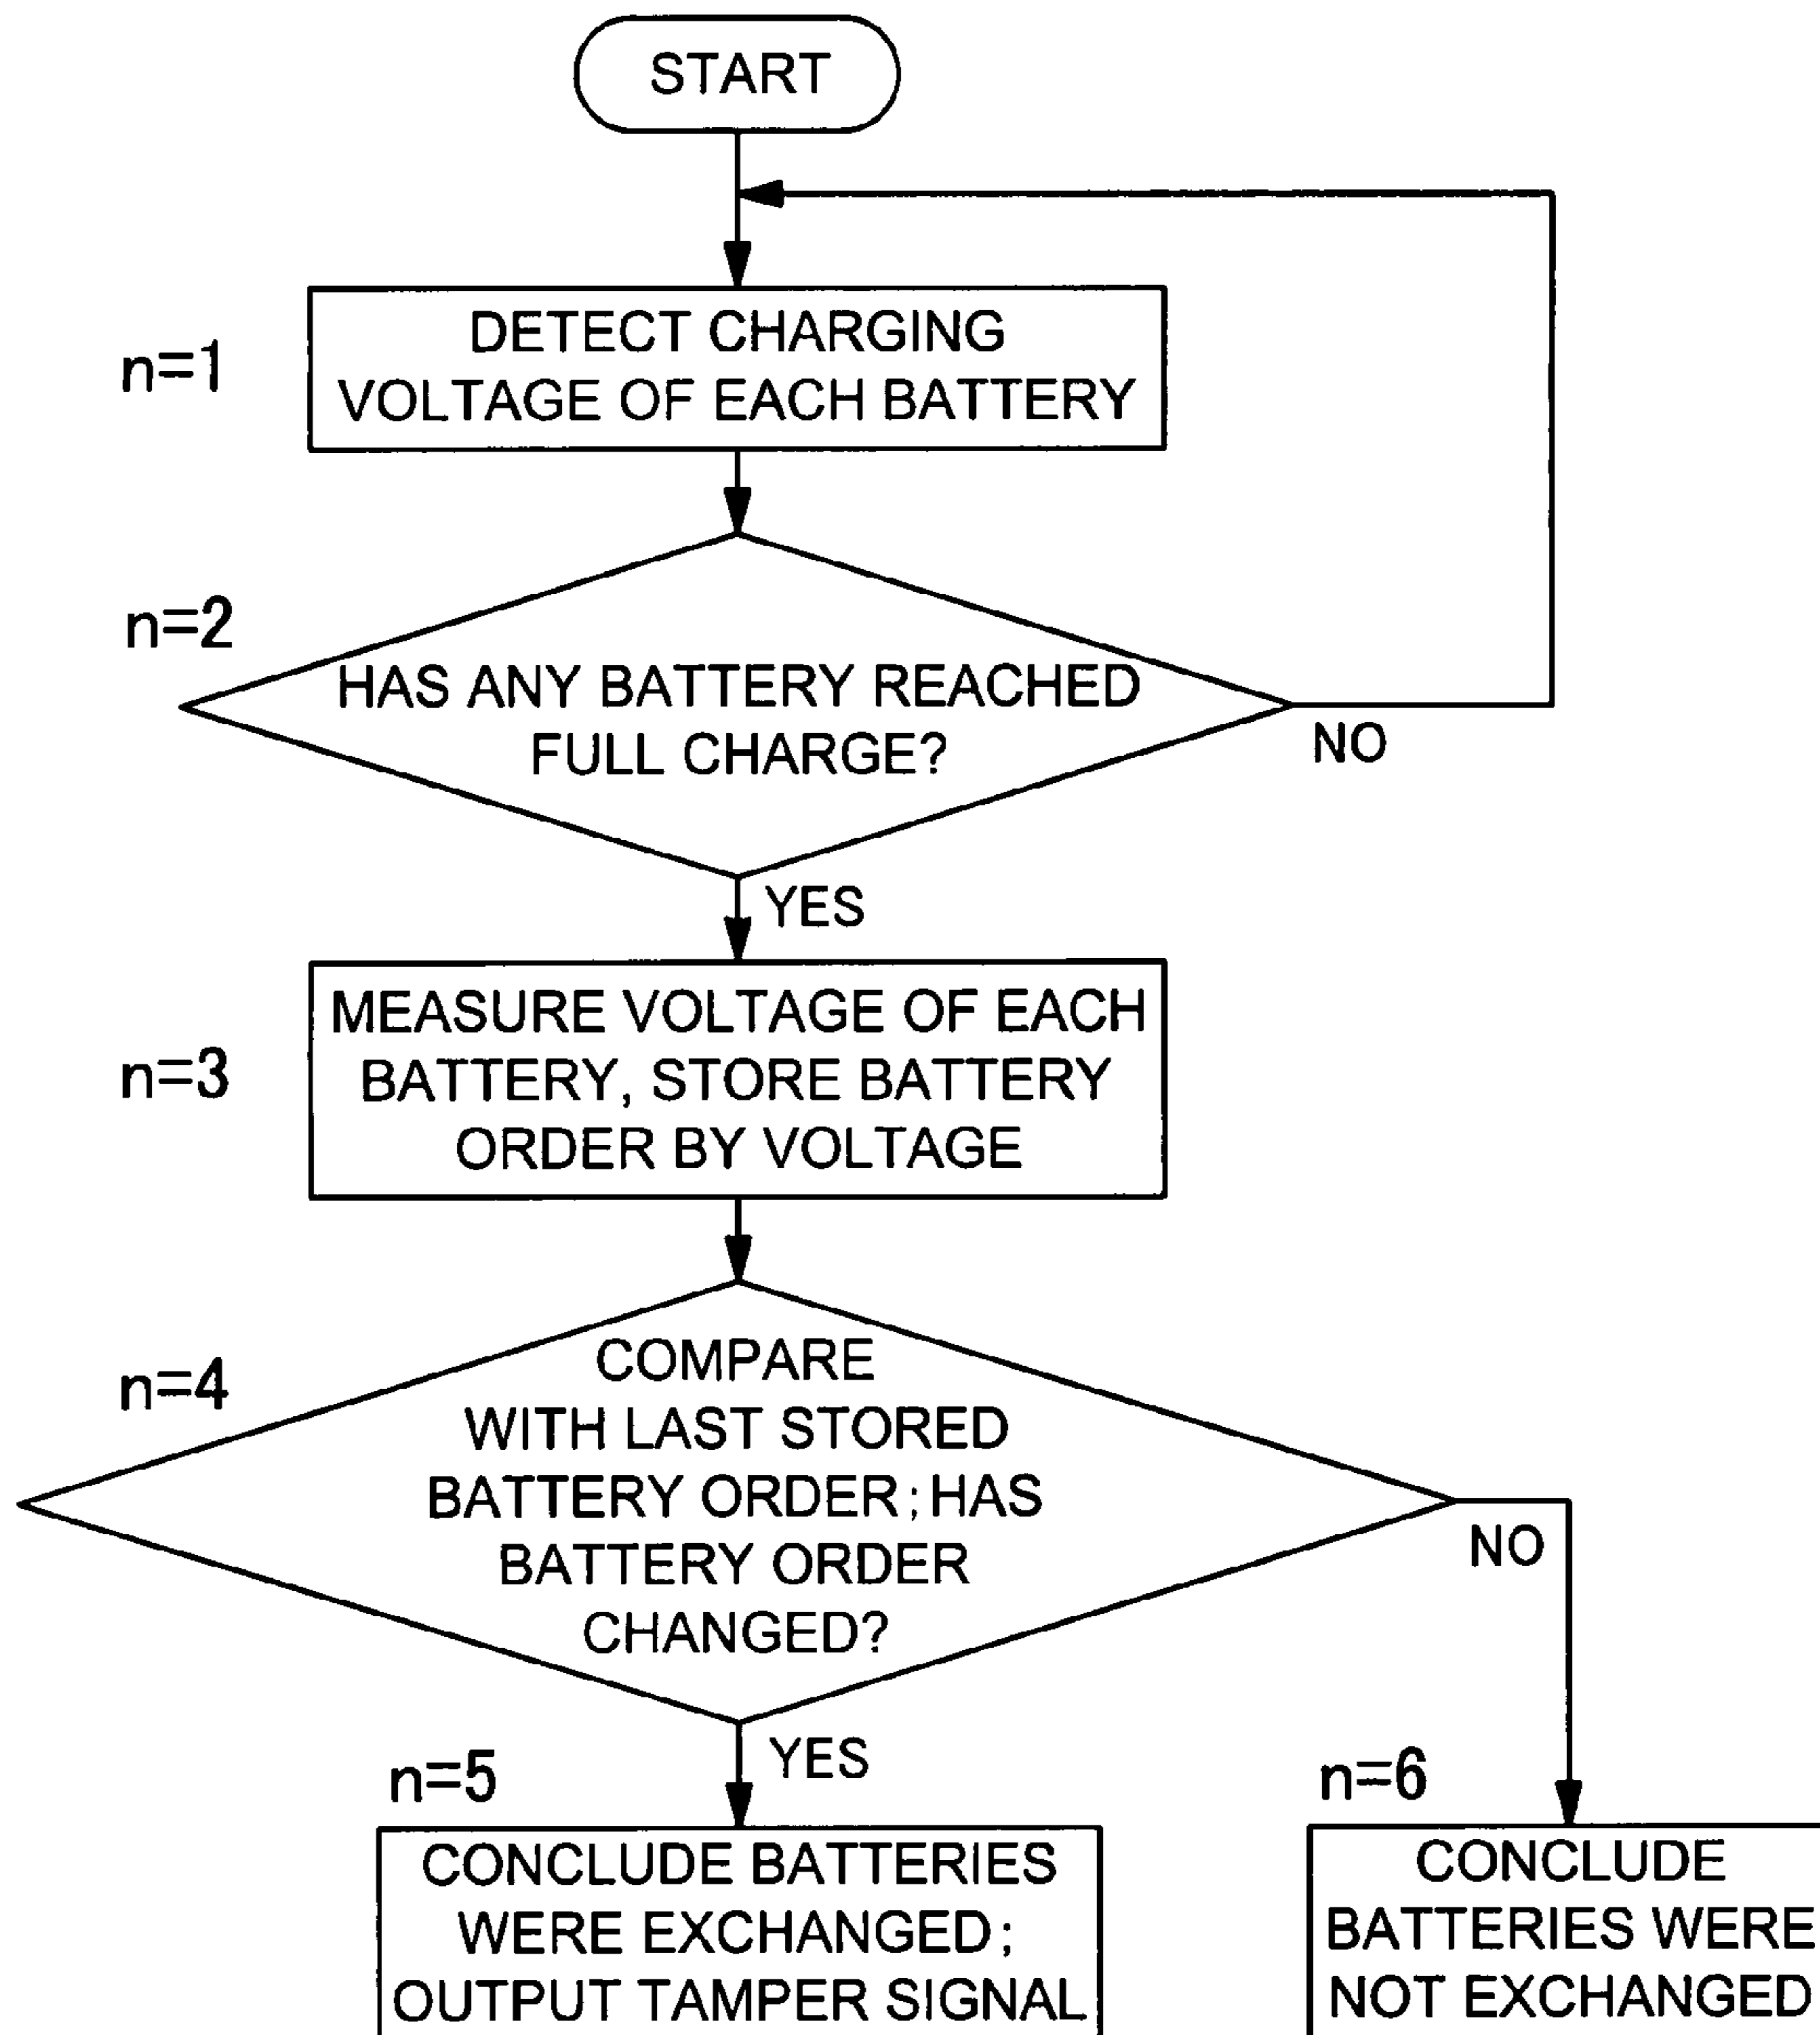 START
n=1
DETECT CHARGING
VOLTAGE OF EACH BATTERY
n=2
HAS ANY BATTERY REACHED
FULL CHARGE?
NO
YES
n=3
MEASURE VOLTAGE OF EACH
BATTERY, STORE BATTERY
ORDER BY VOLTAGE
n=4
COMPARE
WITH LAST STORED
BATTERY ORDER; HAS
BATTERY ORDER
CHANGED?
NO
YES
n=5
CONCLUDE BATTERIES
WERE EXCHANGED;
OUTPUT TAMPER SIGNAL
n=6
CONCLUDE
BATTERIES WERE
NOT EXCHANGED